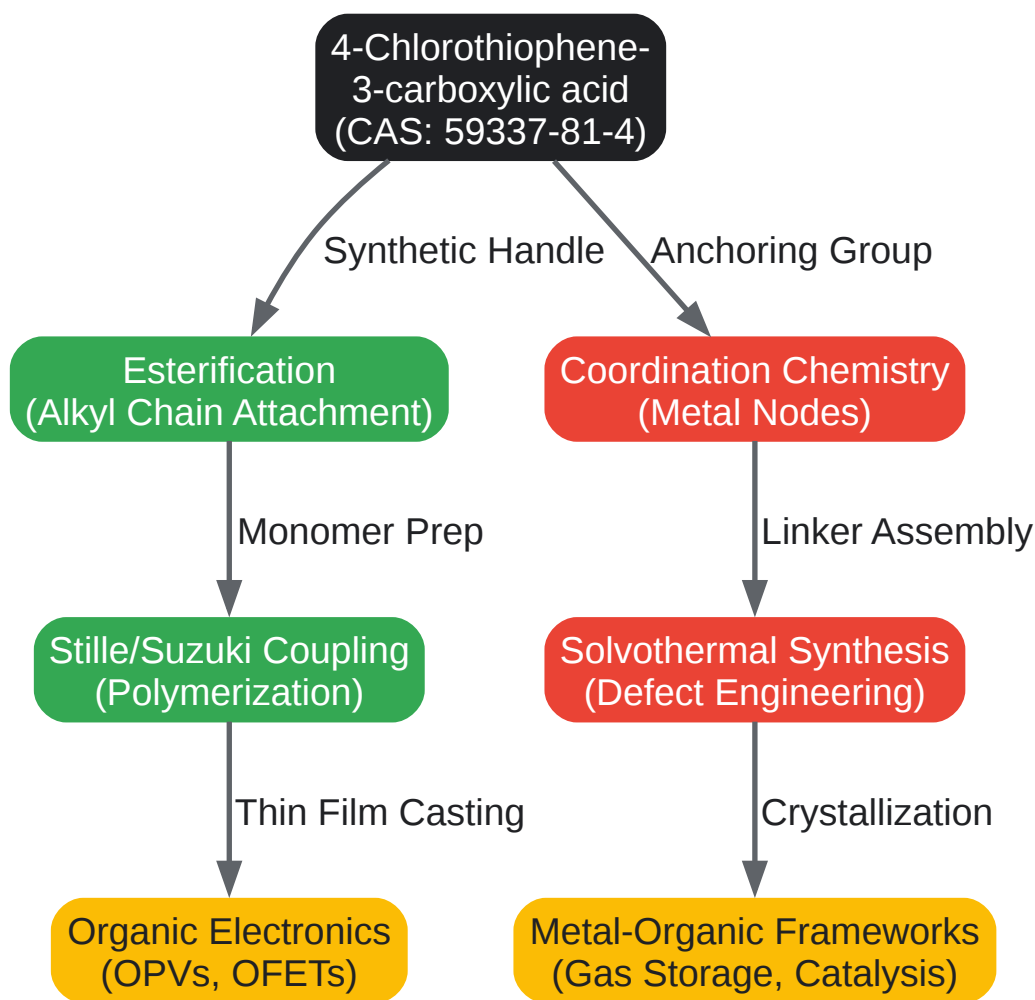 4-Chlorothiophene-
3-carboxylic acid
(CAS: 59337-81-4)
Synthetic Handle
Anchoring Group
Esterification
(Alkyl Chain Attachment)
Coordination Chemistry
(Metal Nodes)
Monomer Prep
Linker Assembly
Stille/Suzuki Coupling
(Polymerization)
Solvothermal Synthesis
(Defect Engineering)
Thin Film Casting
Crystallization
Organic Electronics
(OPVs, OFETs)
Metal-Organic Frameworks
(Gas Storage, Catalysis)